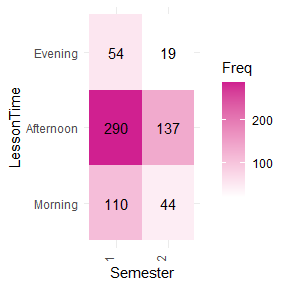 Evening 54 19
Afternoon 290 137
Morning 110 44
1 2
Semester
LessonTime
Freq
200
100